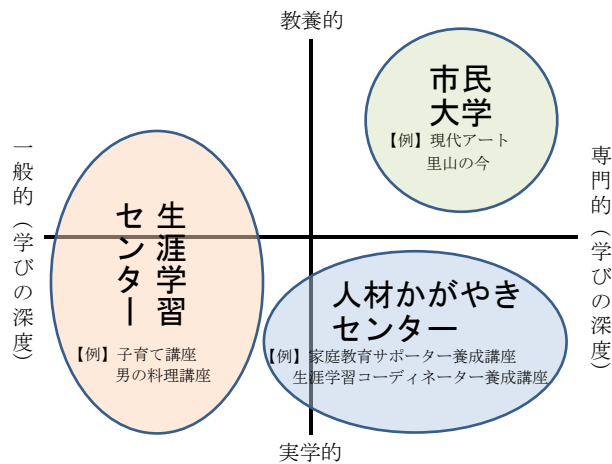 教養的
市民
大学
【例】現代アート
里山の今
一般的（学びの深度）
専門的（学びの深度）
生涯学習
センター
【例】子育て講座
男の料理講座
人材かがやき
センター
【例】家庭教育サポーター養成講座
生涯学習コーディネーター養成講座
実学的